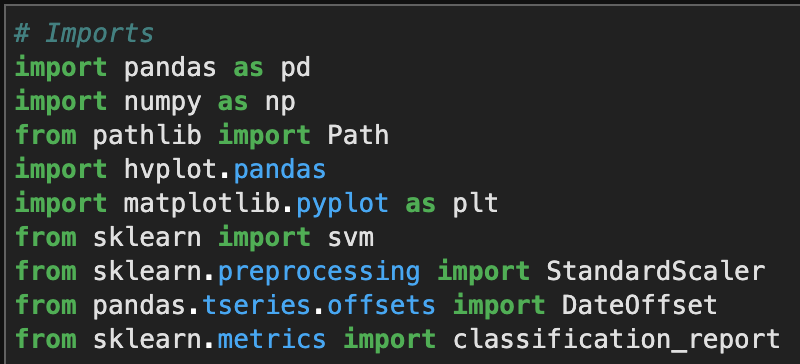 # Imports
import pandas as pd
import numpy as np
from pathlib import Path
import hvplot.pandas
import matplotlib.pyplot as plt
from sklearn import svm
from sklearn.preprocessing import StandardScaler
from pandas.tseries.offsets import DateOffset
from sklearn.metrics import classification_report